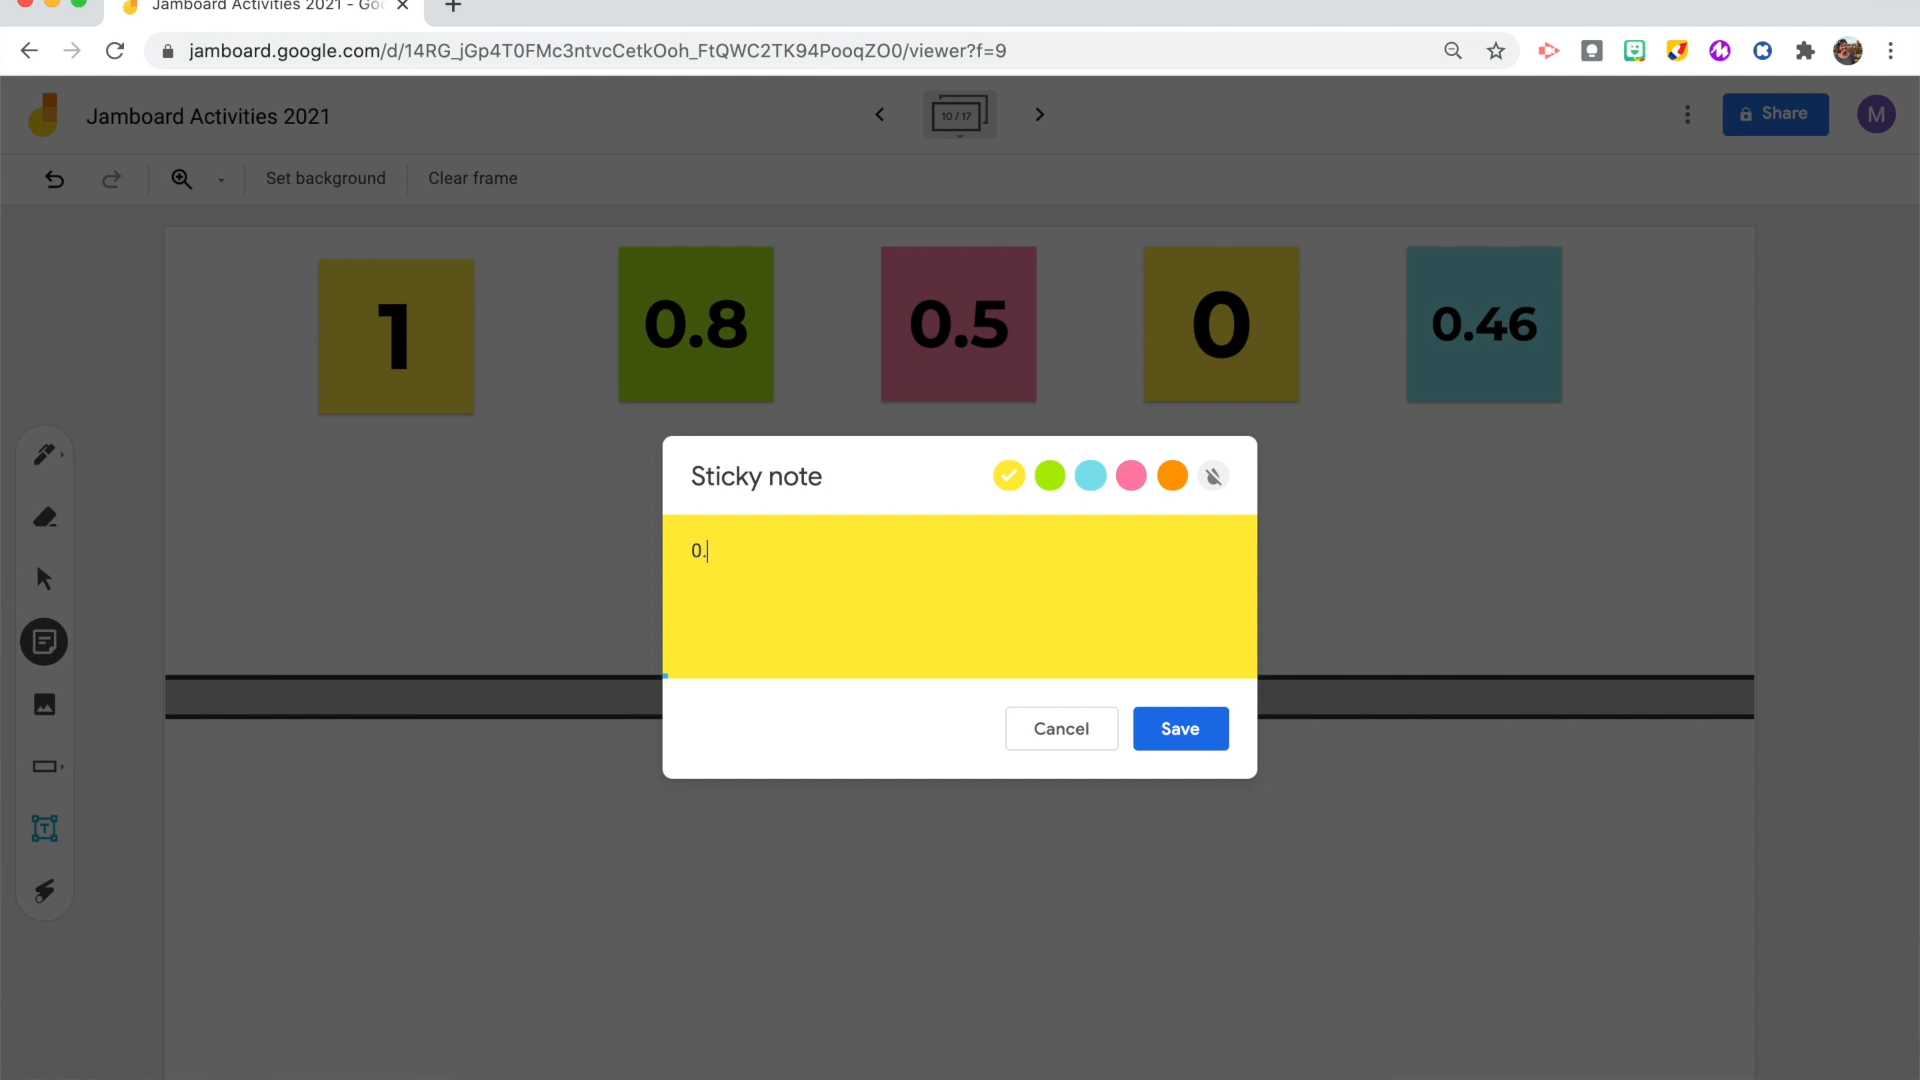 Jamboard Activities 2021 - Goo
jamboard.google.com/d/14RG_jGp4T0FMc3ntvcCetkOoh_FtQWC2TK94PooqZO0/viewer?f=9
Jamboard Activities 2021
10 / 17
Share
M
Set background
Clear frame
1
0.8
0.5
0
0.46
Sticky note
0.
Cancel
Save